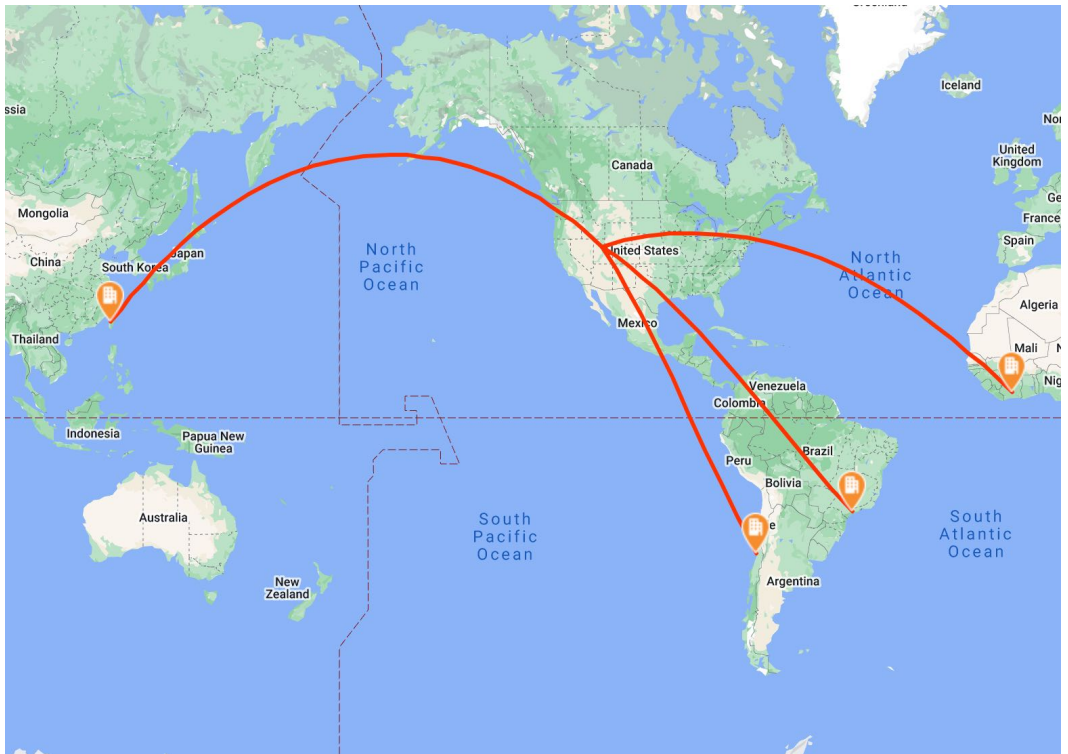 Iceland
Canada
United
Kingdom
France
Spain
Mongolia
China
South Korea
Japan
North
Pacific
Ocean
United States
North
Atlantic
Ocean
Algeria
Mexico
Thailand
Mali
Venezuela
Colombia
Indonesia
Papua New
Guinea
Peru
Brazil
Bolivia
Australia
South
Pacific
Ocean
South
Atlantic
Ocean
New
Zealand
Argentina